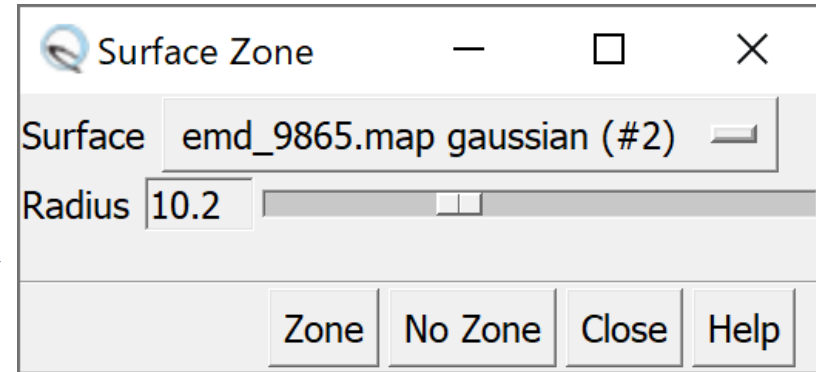 Surface Zone
Surface emd_9865.map gaussian (#2)
Radius 10.2
Zone No Zone Close Help